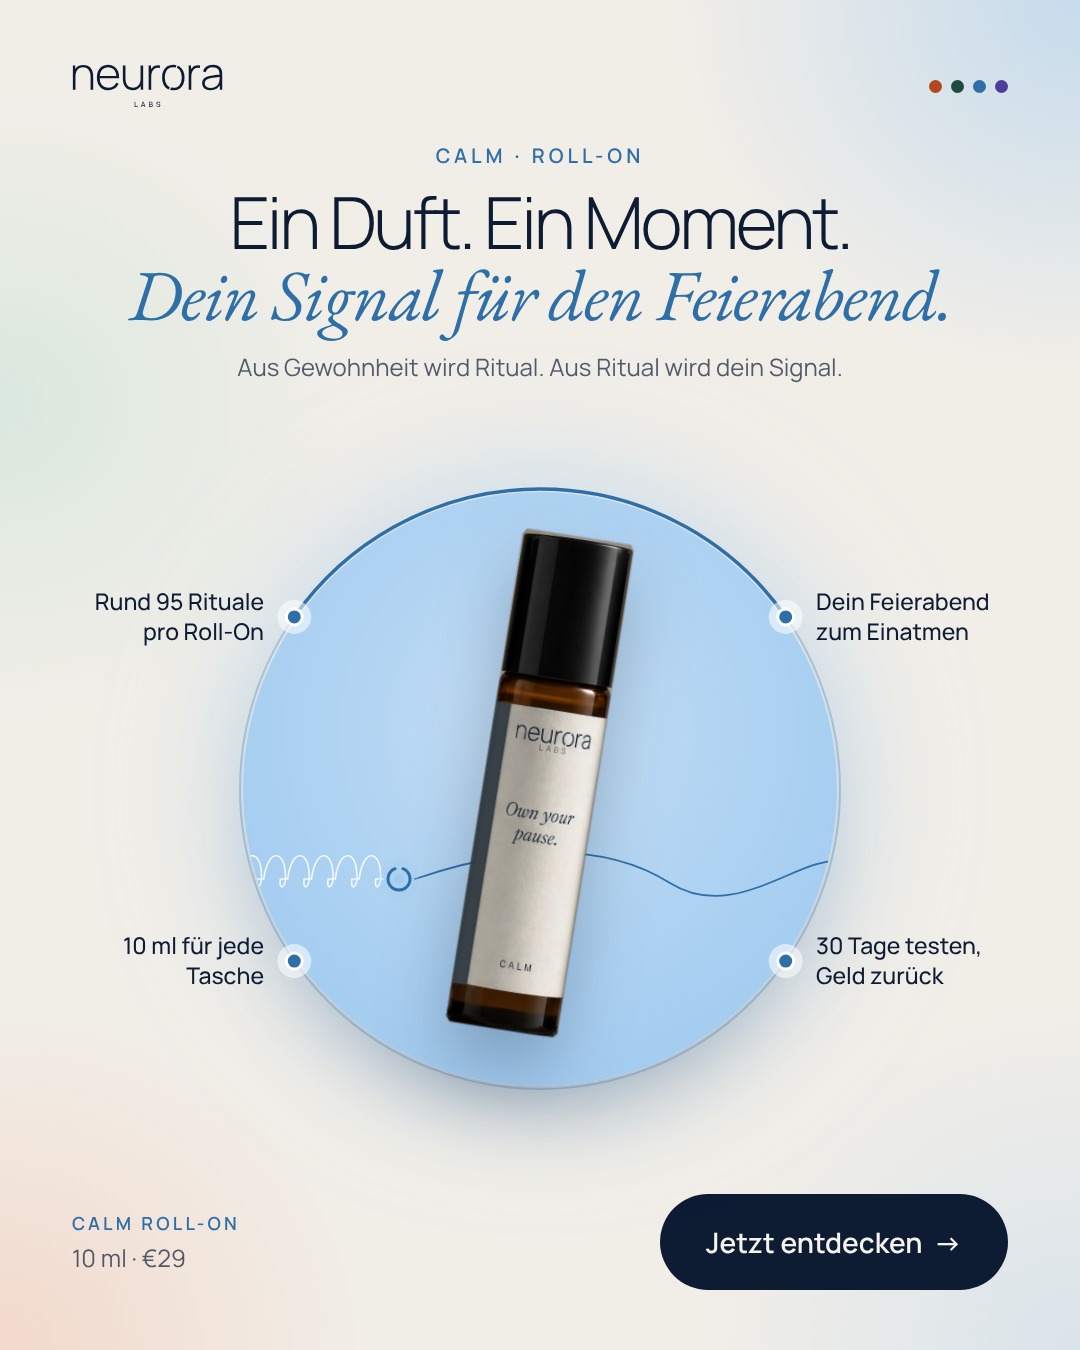 neurora
LABS
CALM · ROLL-ON
Ein Duft. Ein Moment.
Dein Signal für den Feierabend.
Aus Gewohnheit wird Ritual. Aus Ritual wird dein Signal.
Rund 95 Rituale
pro Roll-On
Dein Feierabend
zum Einatmen
neurora
LABS
Own your
pause.
CALM
10 ml für jede
Tasche
30 Tage testen,
Geld zurück
CALM ROLL-ON
10 ml · €29
Jetzt entdecken →